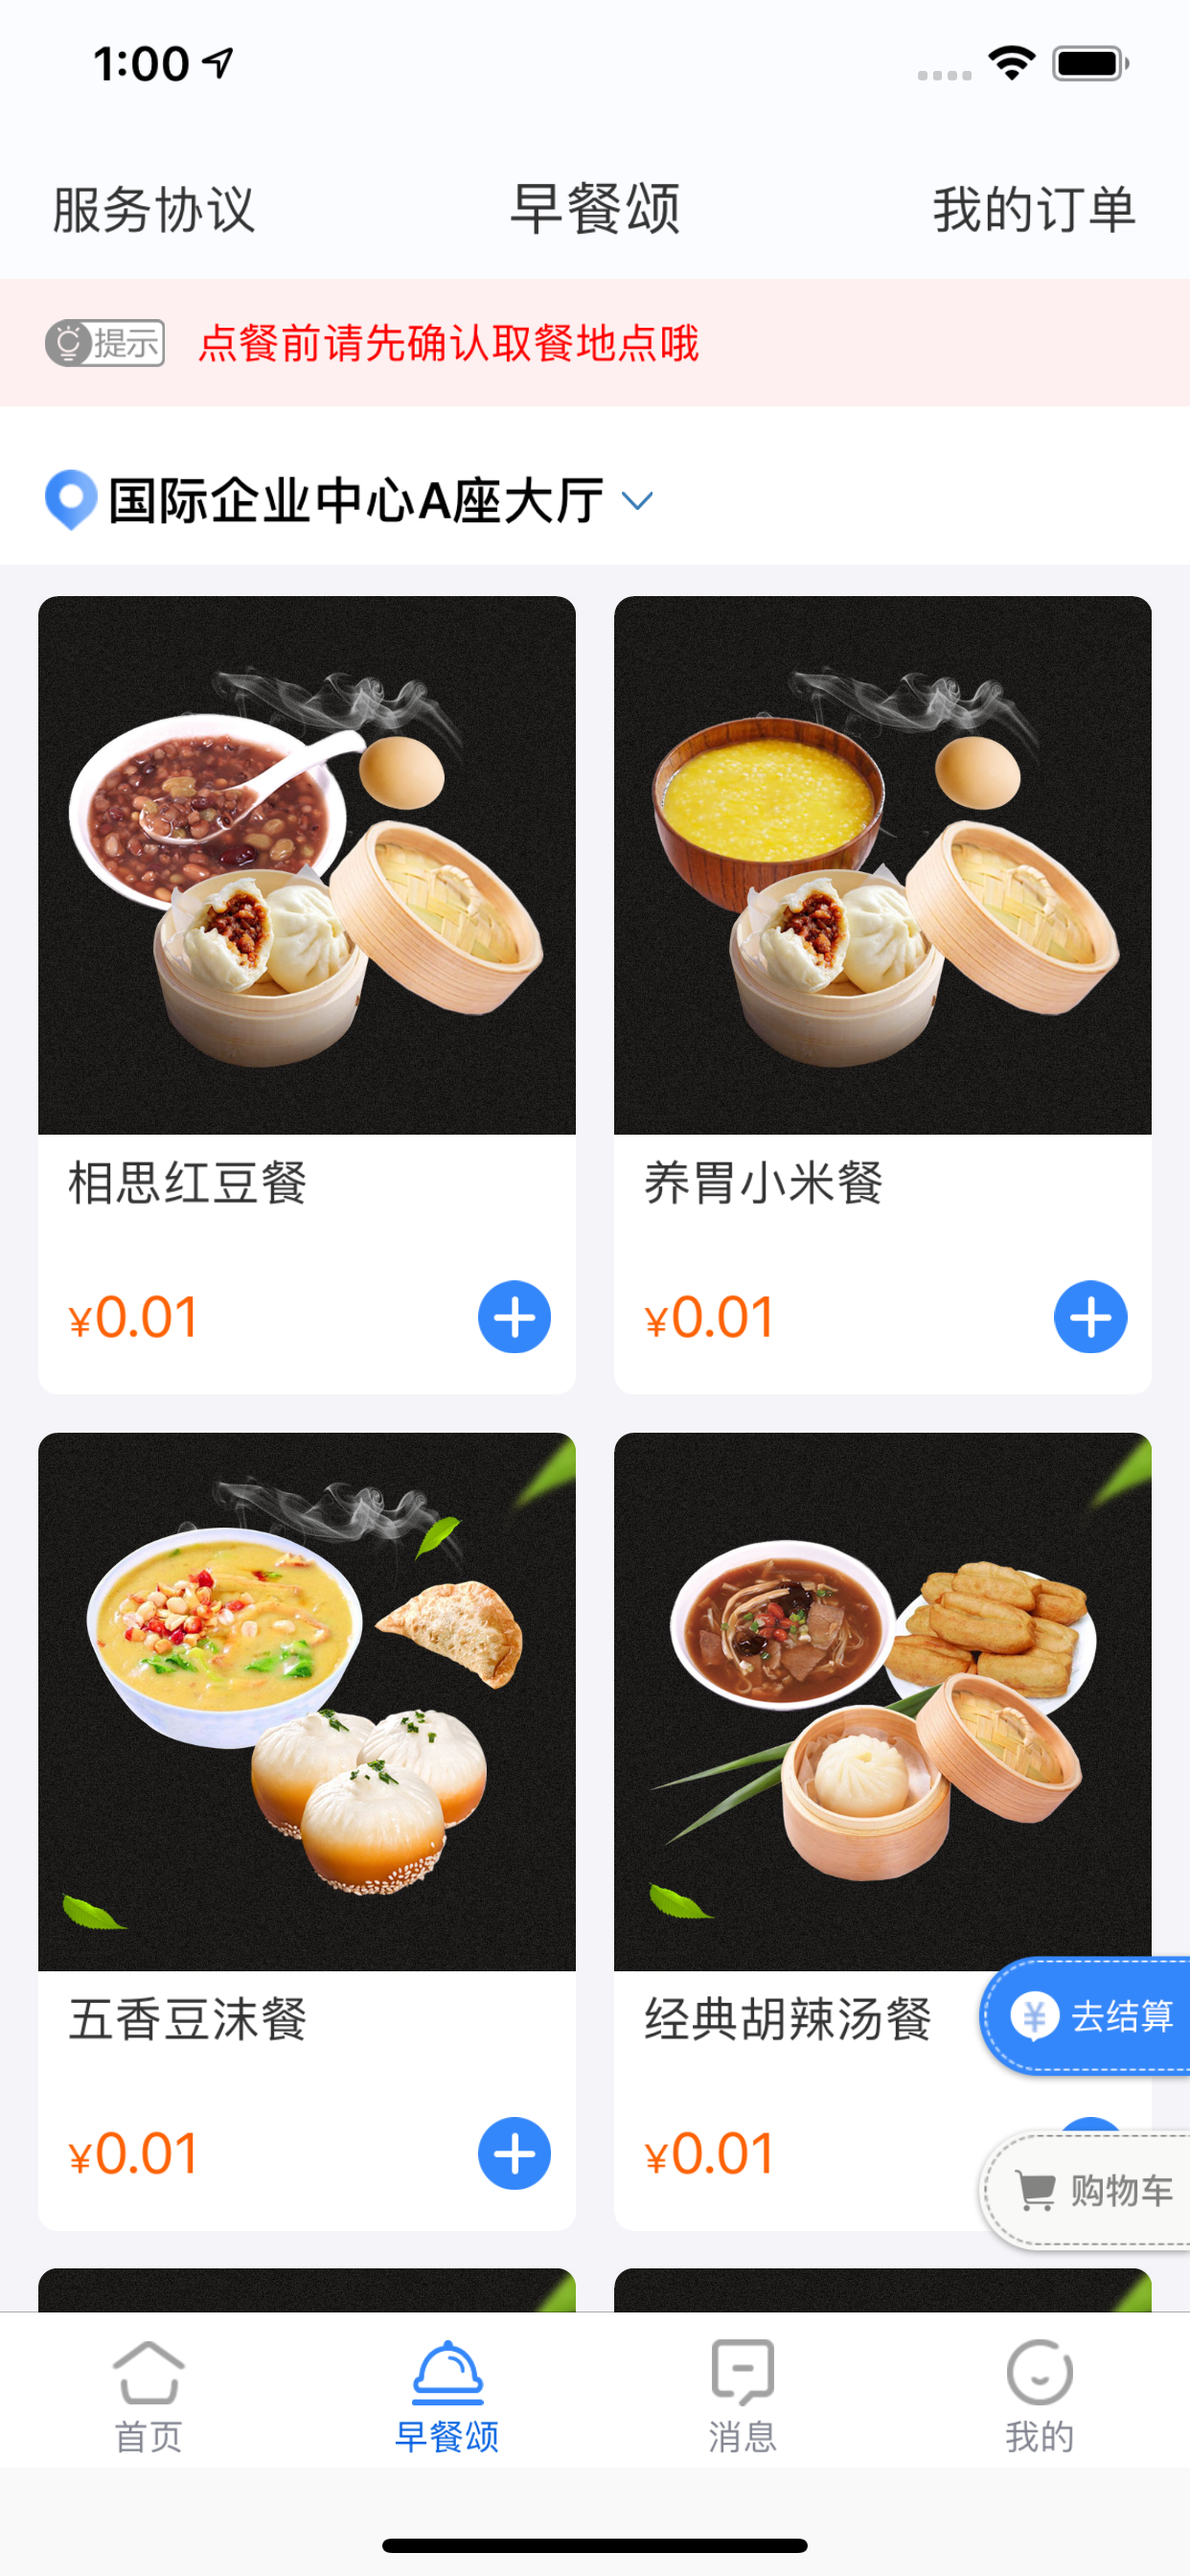 1:00
服务协议 早餐颂 我的订单
提示 点餐前请先确认取餐地点哦
国际企业中心A座大厅
相思红豆餐 养胃小米餐
¥0.01 ¥0.01
五香豆沫餐 经典胡辣汤餐
¥ 去结算
¥0.01 ¥0.01
购物车
首页 早餐颂 消息 我的